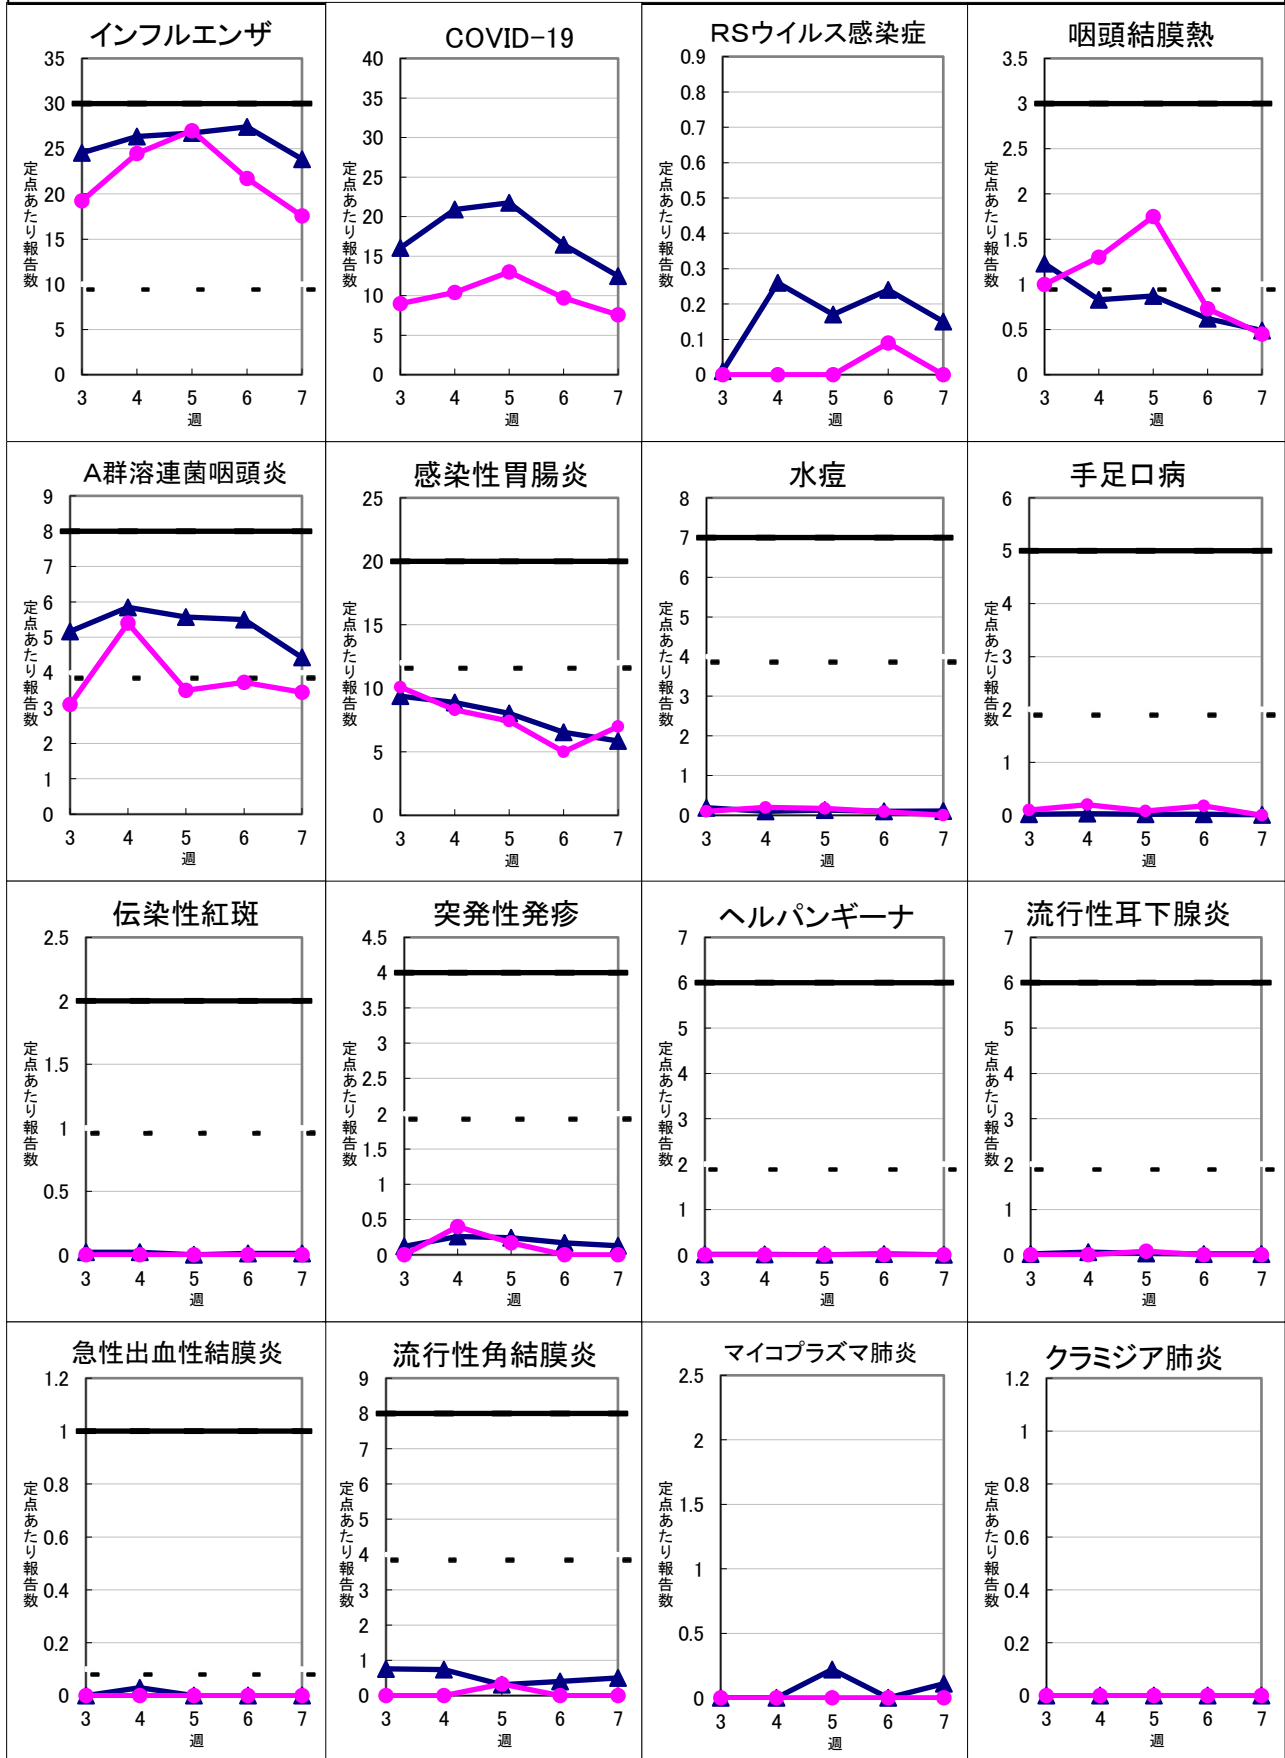 インフルエンザ
35
30
25
20
15
10
5
0
定点あたり報告数
3 4 5 6 7
週
COVID-19
40
35
30
25
20
15
10
5
0
定点あたり報告数
3 4 5 6 7
週
RSウイルス感染症
0.9
0.8
0.7
0.6
0.5
0.4
0.3
0.2
0.1
0
定点あたり報告数
3 4 5 6 7
週
咽頭結膜熱
3.5
3
2.5
2
1.5
1
0.5
0
定点あたり報告数
3 4 5 6 7
週
A群溶連菌咽頭炎
9
8
7
6
5
4
3
2
1
0
定点あたり報告数
3 4 5 6 7
週
感染性胃腸炎
25
20
15
10
5
0
定点あたり報告数
3 4 5 6 7
週
水痘
8
7
6
5
4
3
2
1
0
定点あたり報告数
3 4 5 6 7
週
手足口病
6
5
4
3
2
1
0
定点あたり報告数
3 4 5 6 7
週
伝染性紅斑
2.5
2
1.5
1
0.5
0
定点あたり報告数
3 4 5 6 7
週
突発性発疹
4.5
4
3.5
3
2.5
2
1.5
1
0.5
0
定点あたり報告数
3 4 5 6 7
週
ヘルパンギーナ
7
6
5
4
3
2
1
0
定点あたり報告数
3 4 5 6 7
週
流行性耳下腺炎
7
6
5
4
3
2
1
0
定点あたり報告数
3 4 5 6 7
週
急性出血性結膜炎
1.2
1
0.8
0.6
0.4
0.2
0
定点あたり報告数
3 4 5 6 7
週
流行性角結膜炎
9
8
7
6
5
4
3
2
1
0
定点あたり報告数
3 4 5 6 7
週
マイコプラズマ肺炎
2.5
2
1.5
1
0.5
0
定点あたり報告数
3 4 5 6 7
週
クラミジア肺炎
1.2
1
0.8
0.6
0.4
0.2
0
定点あたり報告数
3 4 5 6 7
週